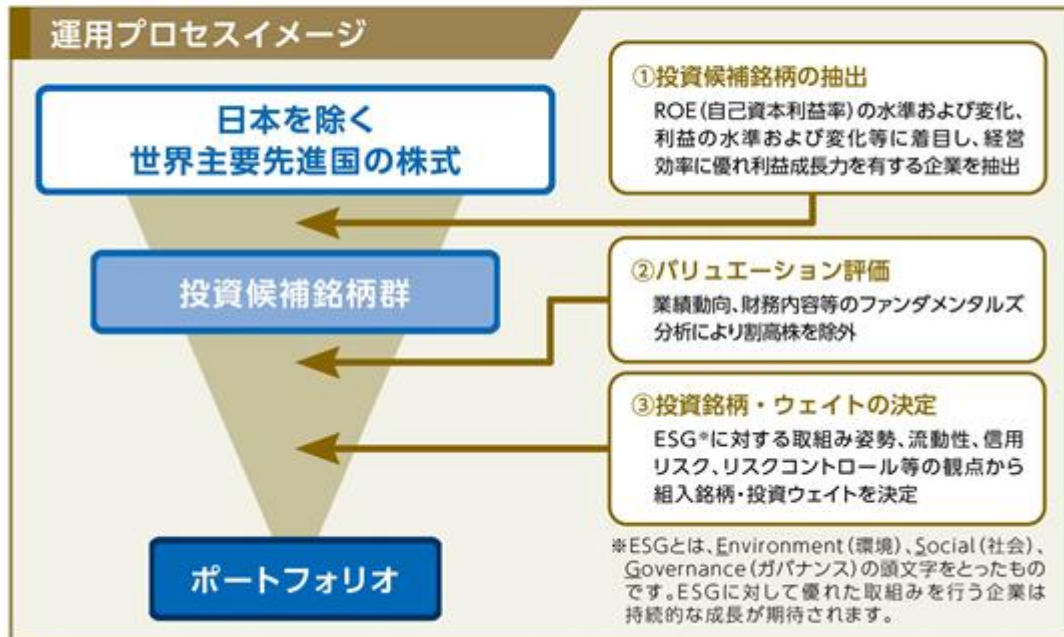 運用プロセスイメージ
日本を除く
世界主要先進国の株式
①投資候補銘柄の抽出
ROE(自己資本利益率)の水準および変化、
利益の水準および変化等に着目し、経営
効率に優れ利益成長力を有する企業を抽出
投資候補銘柄群
②バリュエーション評価
業績動向、財務内容等のファンダメンタルズ
分析により割高株を除外
③投資銘柄・ウェイトの決定
ESG※に対する取組み姿勢、流動性、信用
リスク、リスクコントロール等の観点から
組入銘柄・投資ウェイトを決定
ポートフォリオ
※ESGとは、Environment(環境)、Social(社会)、
Governance(ガバナンス)の頭文字をとったもの
です。ESGに対して優れた取組みを行う企業は
持続的な成長が期待されます。